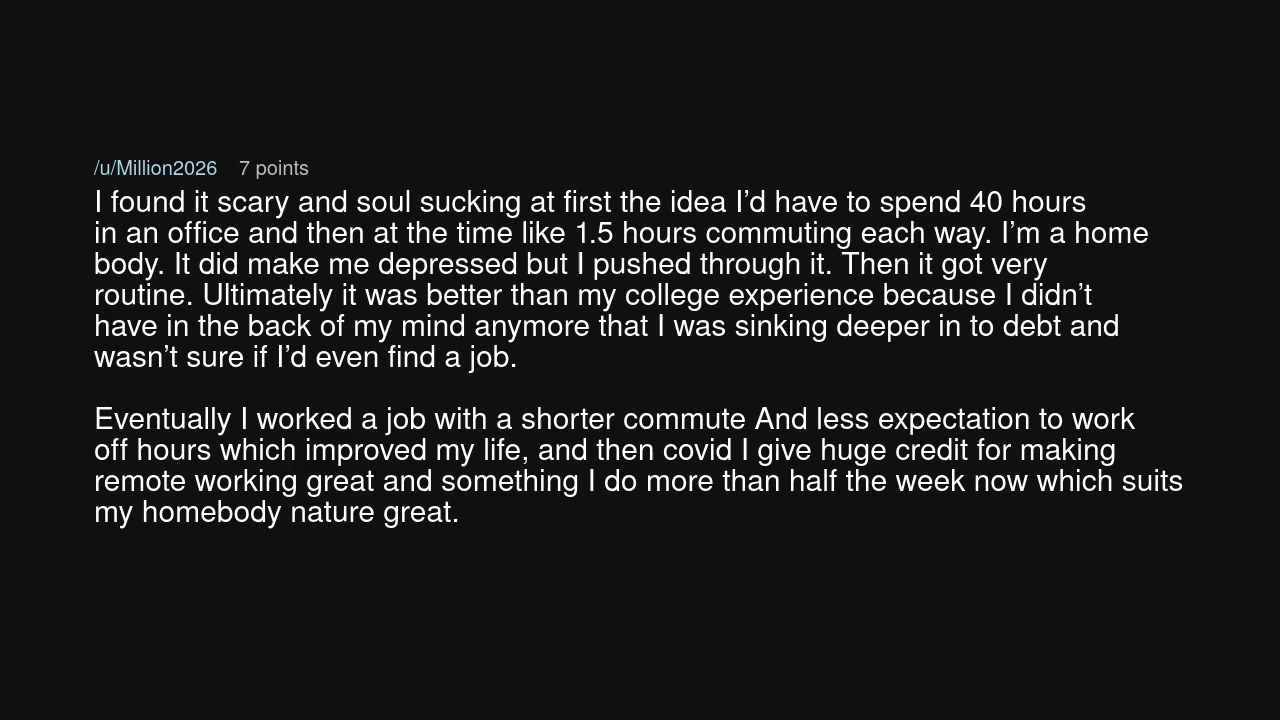 /u/Million2026 7 points
I found it scary and soul sucking at first the idea I’d have to spend 40 hours
in an office and then at the time like 1.5 hours commuting each way. I’m a home
body. It did make me depressed but I pushed through it. Then it got very
routine. Ultimately it was better than my college experience because I didn’t
have in the back of my mind anymore that I was sinking deeper in to debt and
wasn’t sure if I’d even find a job.

Eventually I worked a job with a shorter commute And less expectation to work
off hours which improved my life, and then covid I give huge credit for making
remote working great and something I do more than half the week now which suits
my homebody nature great.